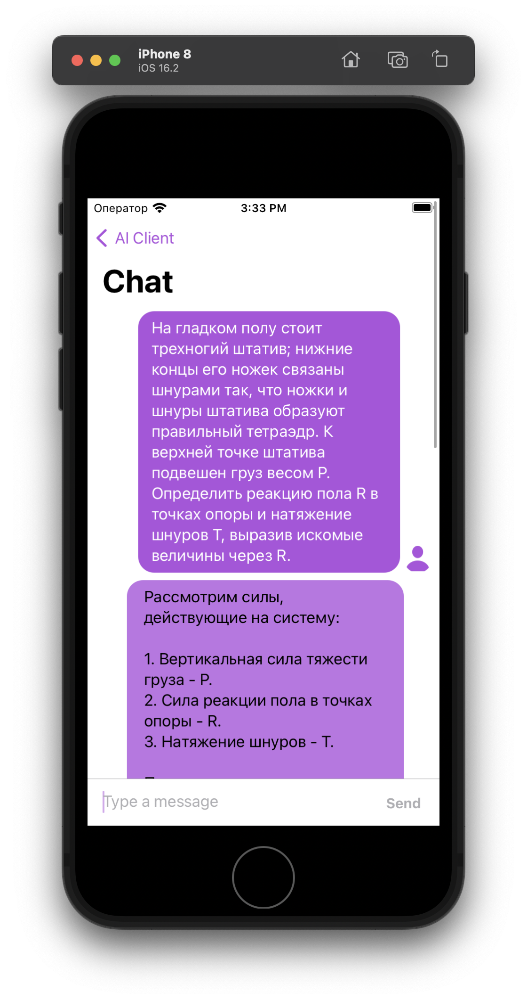 iPhone 8
iOS 16.2
Оператор 3:33 PM
AI Client
Chat
На гладком полу стоит
трехногий штатив; нижние
концы его ножек связаны
шнурами так, что ножки и
шнуры штатива образуют
правильный тетраэдр. К
верхней точке штатива
подвешен груз весом P.
Определить реакцию пола R в
точках опоры и натяжение
шнуров T, выразив искомые
величины через R.
Рассмотрим силы,
действующие на систему:
1. Вертикальная сила тяжести
груза - P.
2. Сила реакции пола в точках
опоры - R.
3. Натяжение шнуров - T.
Type a message
Send